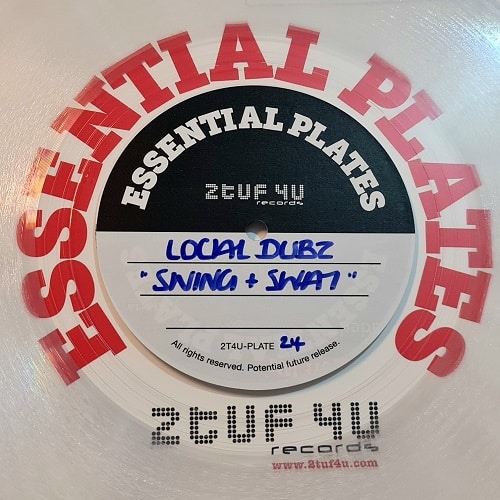 ESSENTIAL PLATES
ESSENTIAL PLATES
2tUF 4U
records
LOCAL DUBZ
"SWING + SWAY"
2T4U-PLATE 24
All rights reserved. Potential future release.
2tUF 4U
records
www.2tuf4u.com